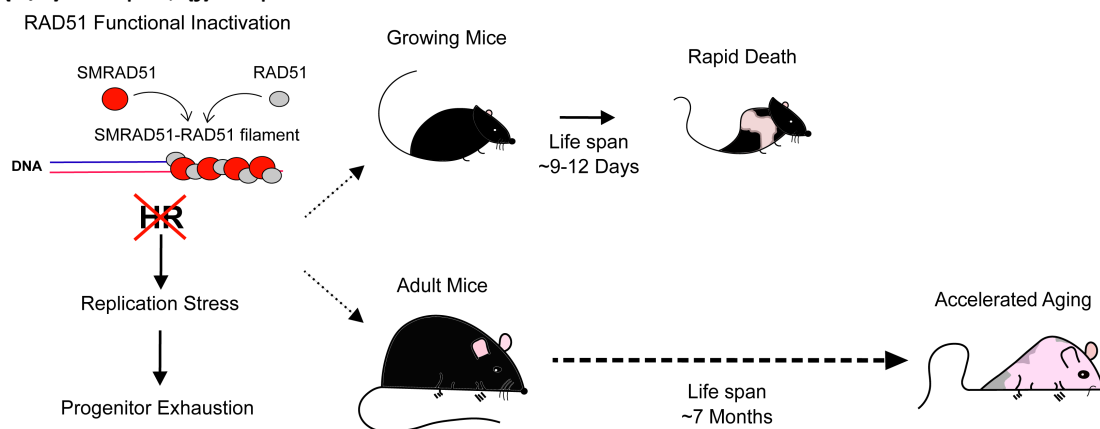 RAD51 Functional Inactivation
SMRAD51
RAD51
SMRAD51-RAD51 filament
DNA
HR
Replication Stress
Progenitor Exhaustion
Growing Mice
Life span
~9-12 Days
Rapid Death
Adult Mice
Life span
~7 Months
Accelerated Aging